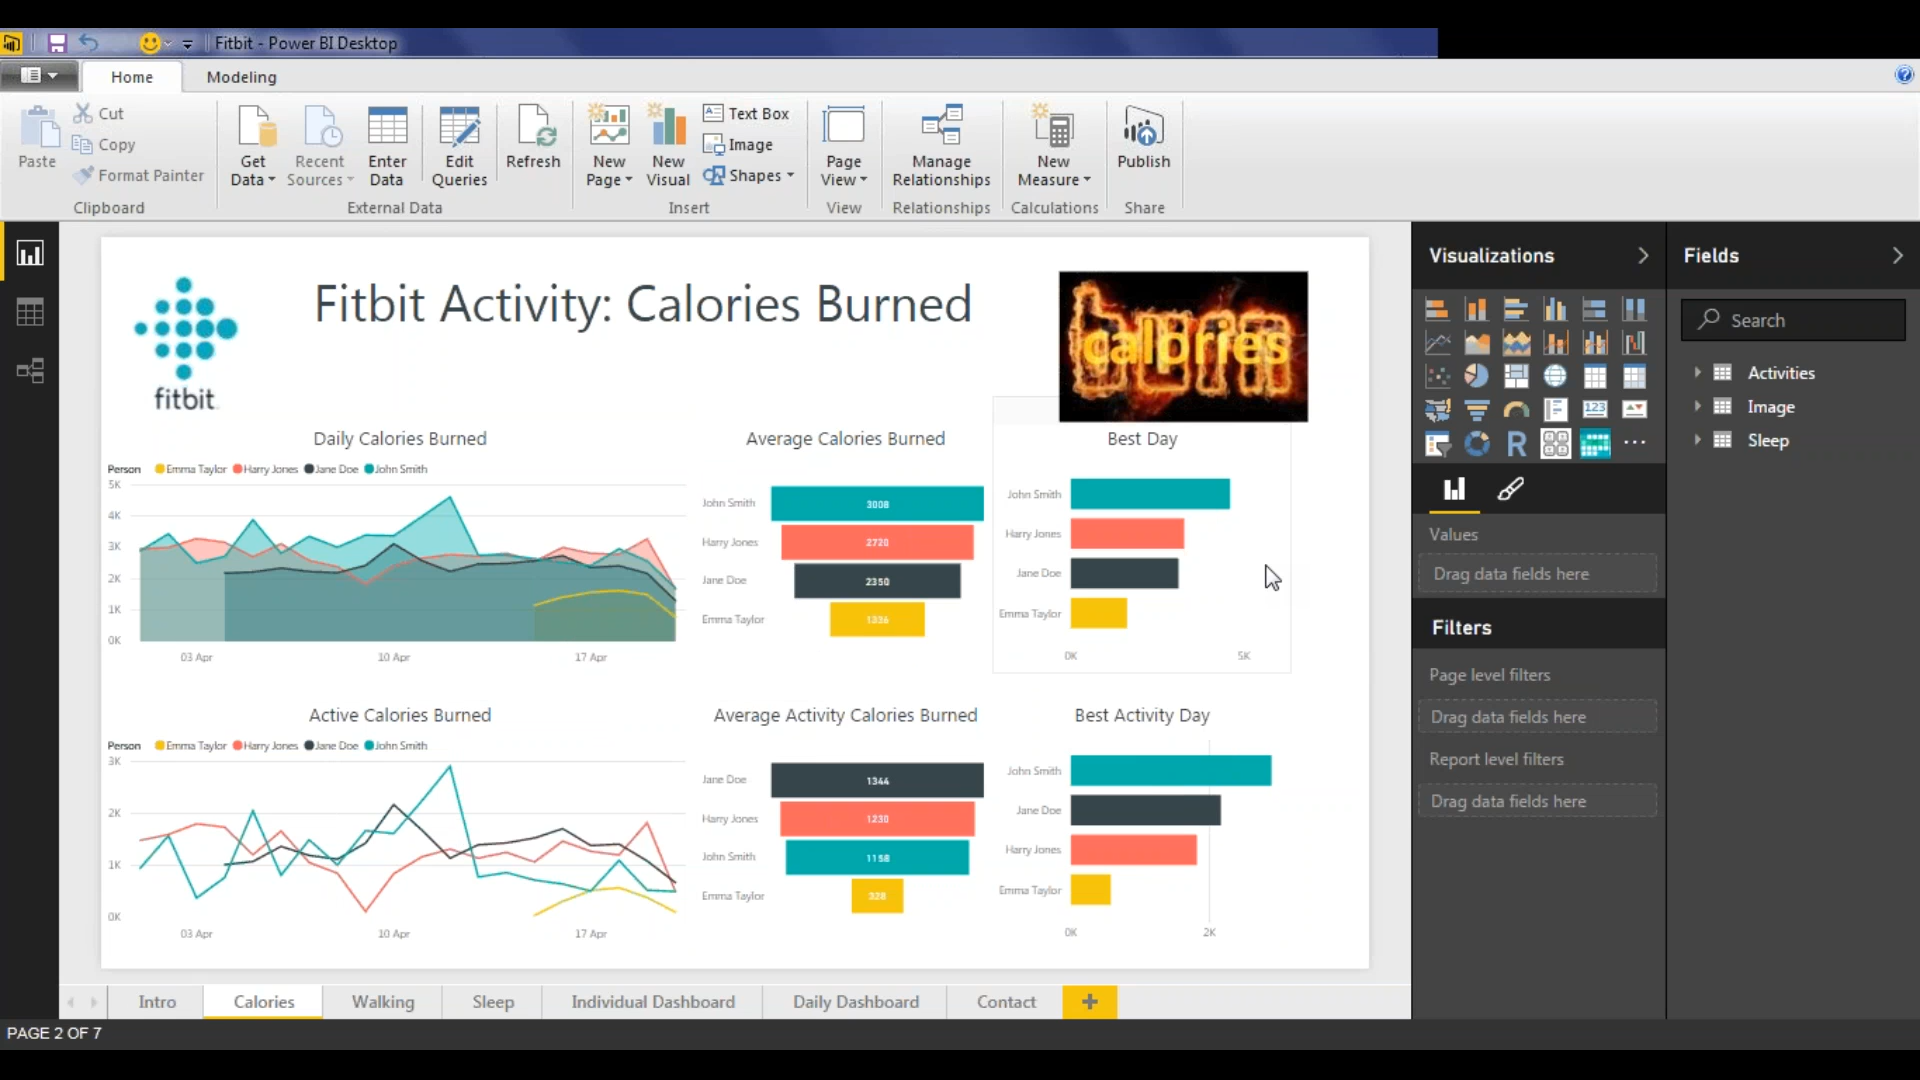 Fitbit - Power BI Desktop
Home
Modeling
Paste
Cut
Copy
Format Painter
Clipboard
Get Data
Recent Sources
Enter Data
Edit Queries
External Data
Refresh
New Page
New Visual
Text Box
Image
Shapes
Insert
Page View
View
Manage Relationships
Relationships
New Measure
Calculations
Publish
Share
fitbit
Fitbit Activity: Calories Burned
burn
calories
Daily Calories Burned
Person Emma Taylor Harry Jones Jane Doe John Smith
5K
4K
3K
2K
1K
0K
03 Apr 10 Apr 17 Apr
Average Calories Burned
John Smith 3008
Harry Jones 2720
Jane Doe 2350
Emma Taylor 1326
Best Day
John Smith
Harry Jones
Jane Doe
Emma Taylor
0K 5K
Active Calories Burned
Person Emma Taylor Harry Jones Jane Doe John Smith
3K
2K
1K
0K
03 Apr 10 Apr 17 Apr
Average Activity Calories Burned
Jane Doe 1344
Harry Jones 1230
John Smith 1158
Emma Taylor 328
Best Activity Day
John Smith
Jane Doe
Harry Jones
Emma Taylor
0K 2K
Visualizations
123
R
Values
Drag data fields here
Filters
Page level filters
Drag data fields here
Report level filters
Drag data fields here
Fields
Search
Activities
Image
Sleep
Intro
Calories
Walking
Sleep
Individual Dashboard
Daily Dashboard
Contact
PAGE 2 OF 7